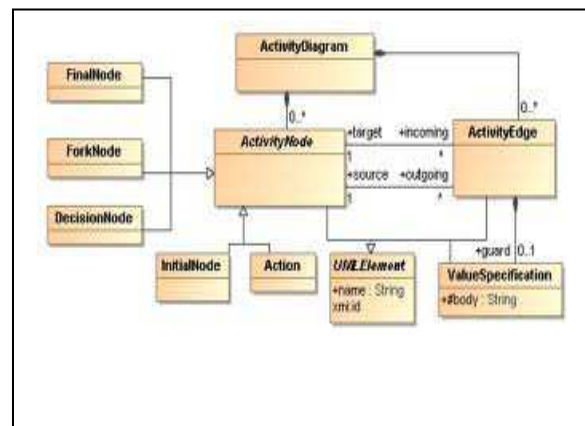 ActivityDiagram
FinalNode
0..*
0..*
ActivityNode
+target
+incoming
ActivityEdge
1
*
ForkNode
+source
+outgoing
1
*
DecisionNode
+guard
0..1
InitialNode
Action
UMLElement
ValueSpecification
+name : String
+#body : String
xmi.id